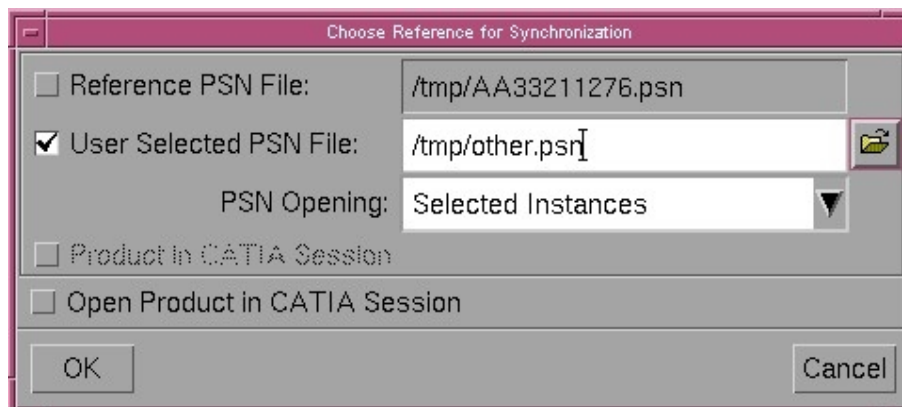 Choose Reference for Synchronization
Reference PSN File: /tmp/AA33211276.psn
User Selected PSN File: /tmp/other.psn
PSN Opening: Selected Instances
Product in CATIA Session
Open Product in CATIA Session
OK Cancel